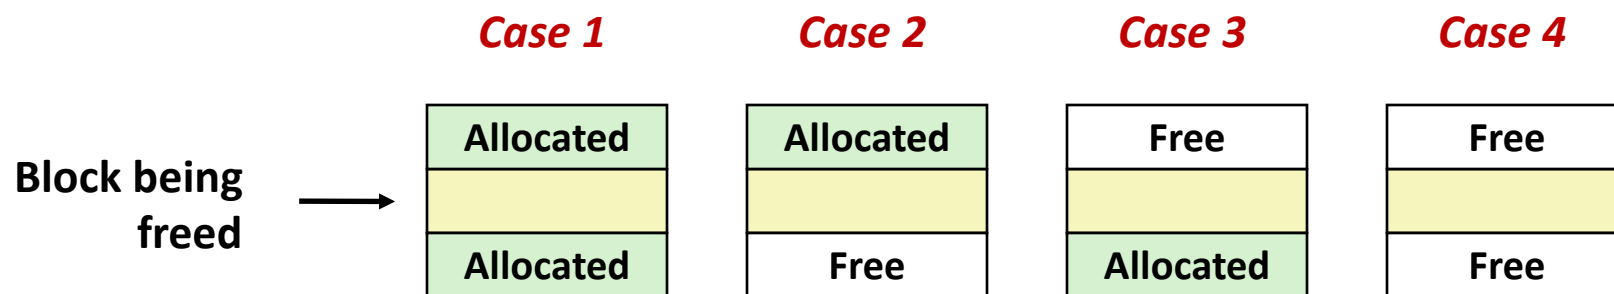 Case 1 Case 2 Case 3 Case 4
Allocated Allocated Free Free
Block being
freed
Allocated Free Allocated Free